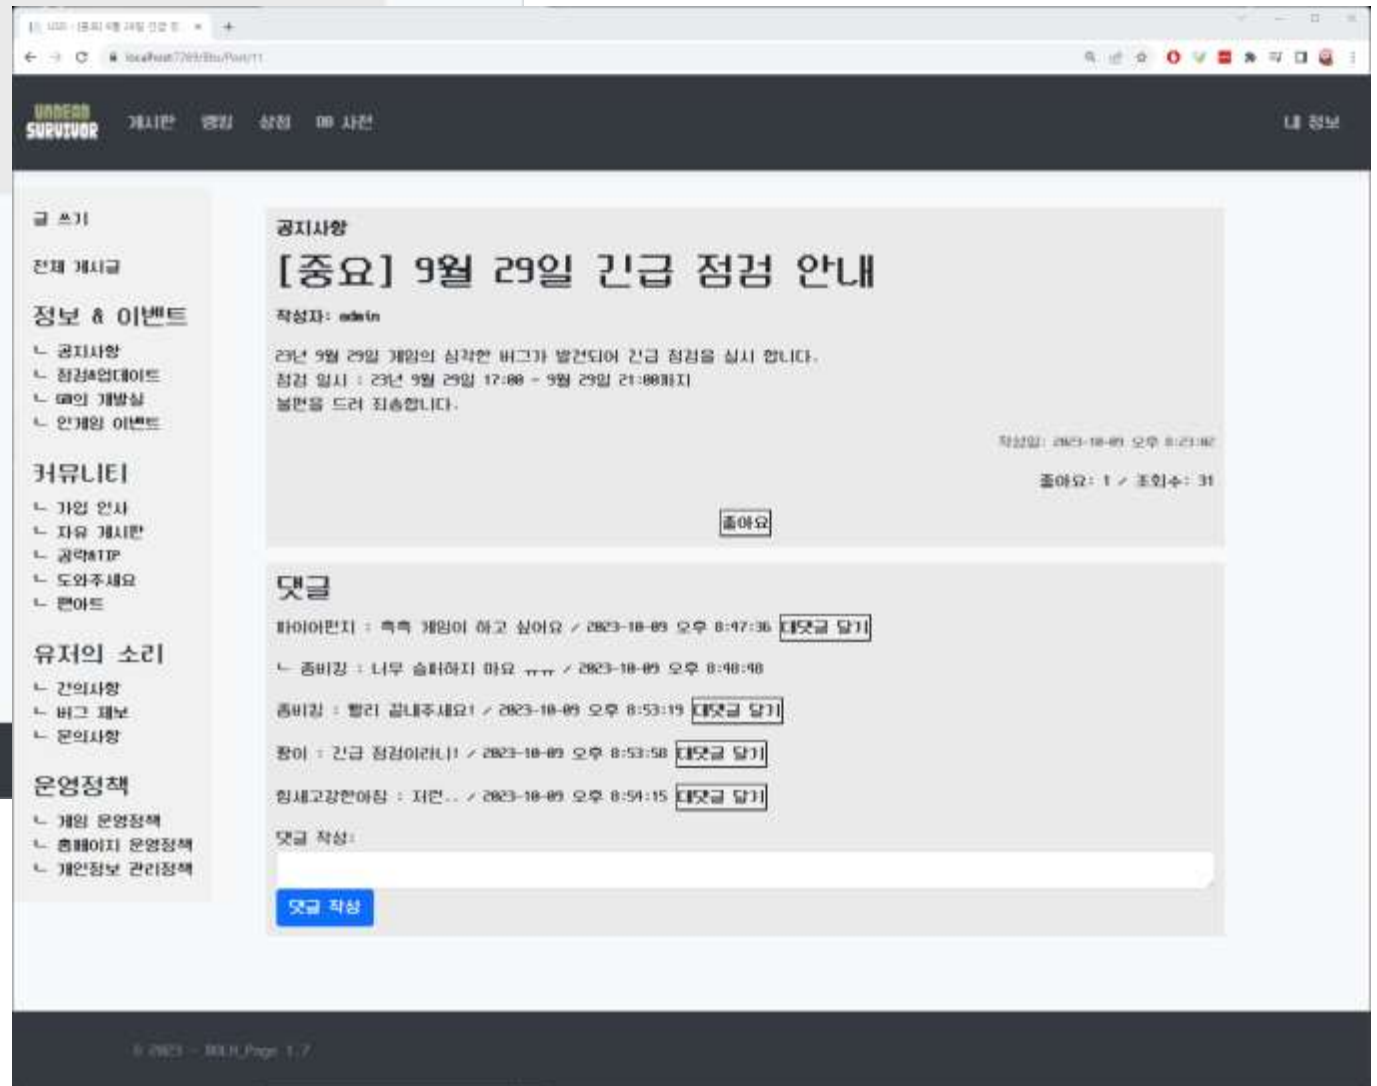 UNDEAD
SURVIVOR
게시판 랭킹 상점 DB 사전 내 정보
글 쓰기
전체 게시글
정보 & 이벤트
ㄴ 공지사항
ㄴ 점검&업데이트
ㄴ GM의 개발실
ㄴ 인게임 이벤트
커뮤니티
ㄴ 가입 인사
ㄴ 자유 게시판
ㄴ 공략&TIP
ㄴ 도와주세요
ㄴ 팬아트
유저의 소리
ㄴ 건의사항
ㄴ 버그 제보
ㄴ 문의사항
운영정책
ㄴ 게임 운영정책
ㄴ 홈페이지 운영정책
ㄴ 개인정보 관리정책
공지사항
[중요] 9월 29일 긴급 점검 안내
작성자: admin
23년 9월 29일 게임의 심각한 버그가 발견되어 긴급 점검을 실시 합니다.
점검 일시 : 23년 9월 29일 17:00 - 9월 29일 21:00까지
불편을 드려 죄송합니다.
작성일: 2023-10-09 오후 8:23:02
좋아요: 1 / 조회수: 31
좋아요
댓글
파이어펀치 : 흑흑 게임이 하고 싶어요 / 2023-10-09 오후 8:47:36 대댓글 달기
ㄴ 좀비킹 : 너무 슬퍼하지 마요 ㅠㅠ / 2023-10-09 오후 8:48:48
좀비킹 : 빨리 끝내주세요! / 2023-10-09 오후 8:53:19 대댓글 달기
짱이 : 긴급 점검이라니! / 2023-10-09 오후 8:53:58 대댓글 달기
힘세고강한아침 : 저런.. / 2023-10-09 오후 8:54:15 대댓글 달기
댓글 작성:
댓글 작성
© 2023 -